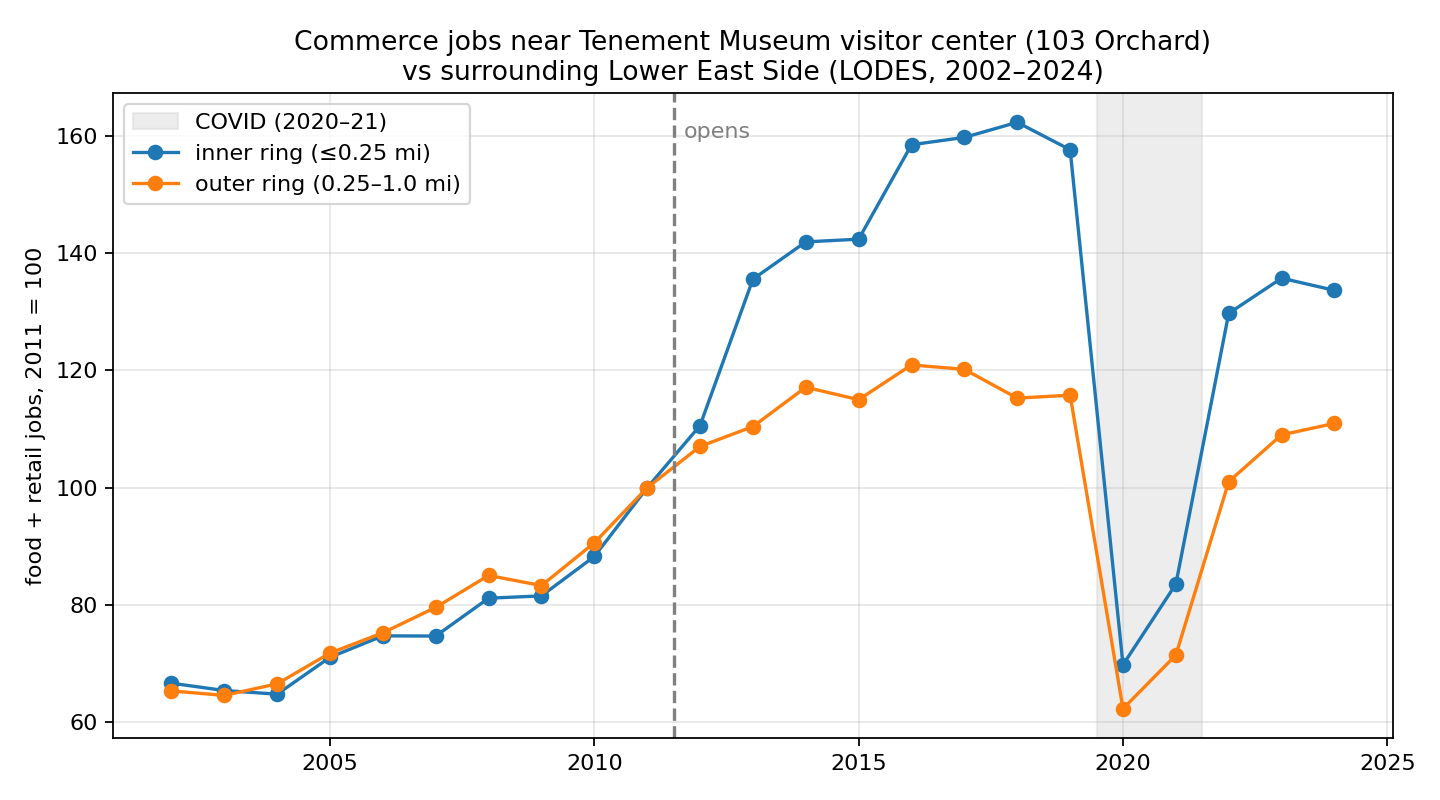 Commerce jobs near Tenement Museum visitor center (103 Orchard)
vs surrounding Lower East Side (LODES, 2002–2024)
COVID (2020–21)
inner ring (≤0.25 mi)
outer ring (0.25–1.0 mi)
opens
food + retail jobs, 2011 = 100
160
140
120
100
80
60
2005
2010
2015
2020
2025